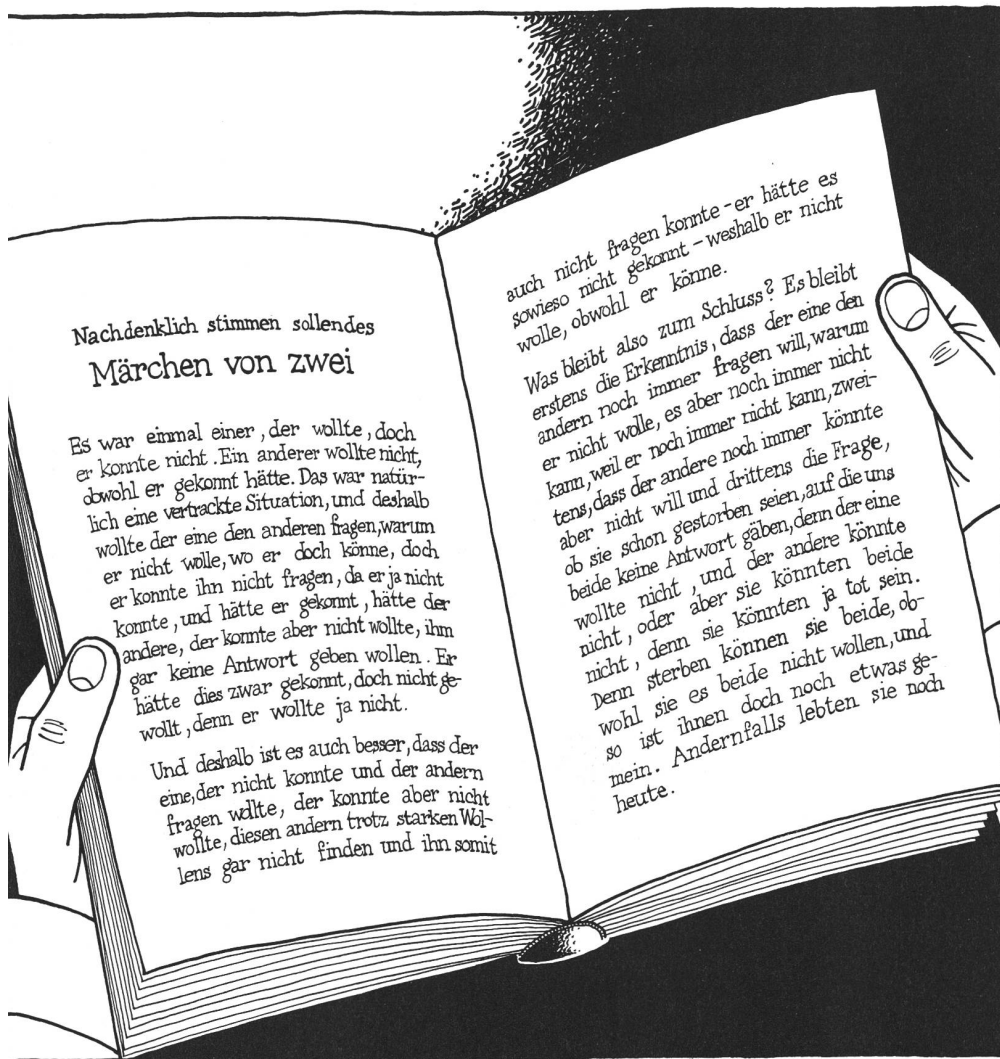 Nachdenklich stimmen sollendes
Märchen von zwei
Es war einmal einer, der wollte, doch
er konnte nicht. Ein anderer wollte nicht,
obwohl er gekonnt hätte. Das war natür-
lich eine vertrackte Situation, und deshalb
wollte der eine den anderen fragen, warum
er nicht wolle, wo er doch könne, doch
er konnte ihn nicht fragen, da er ja nicht
konnte, und hätte er gekonnt, hätte der
andere, der konnte aber nicht wollte, ihm
gar keine Antwort geben wollen. Er
hätte dies zwar gekonnt, doch nicht ge-
wollt, denn er wollte ja nicht.
Und deshalb ist es auch besser, dass der
eine, der nicht konnte und der andern
fragen wollte, der konnte aber nicht
wollte, diesen andern trotz starken Wol-
lens gar nicht finden und ihn somit
auch nicht fragen konnte - er hätte es
sowieso nicht gekonnt - weshalb er nicht
wolle, obwohl er könne.
Was bleibt also zum Schluss? Es bleibt
erstens die Erkenntnis, dass der eine den
andern noch immer fragen will, warum
er nicht wolle, es aber noch immer nicht
kann, weil er noch immer nicht kann, zwei-
tens, dass der andere noch immer könnte
aber nicht will und drittens die Frage,
ob sie schon gestorben seien, auf die uns
beide keine Antwort gäben, denn der eine
wollte nicht, und der andere könnte
nicht, oder aber sie könnten beide
nicht, denn sie könnten ja tot sein.
Denn sterben können sie beide, ob-
wohl sie es beide nicht wollen, und
so ist ihnen doch noch etwas ge-
mein. Andernfalls lebten sie noch
heute.